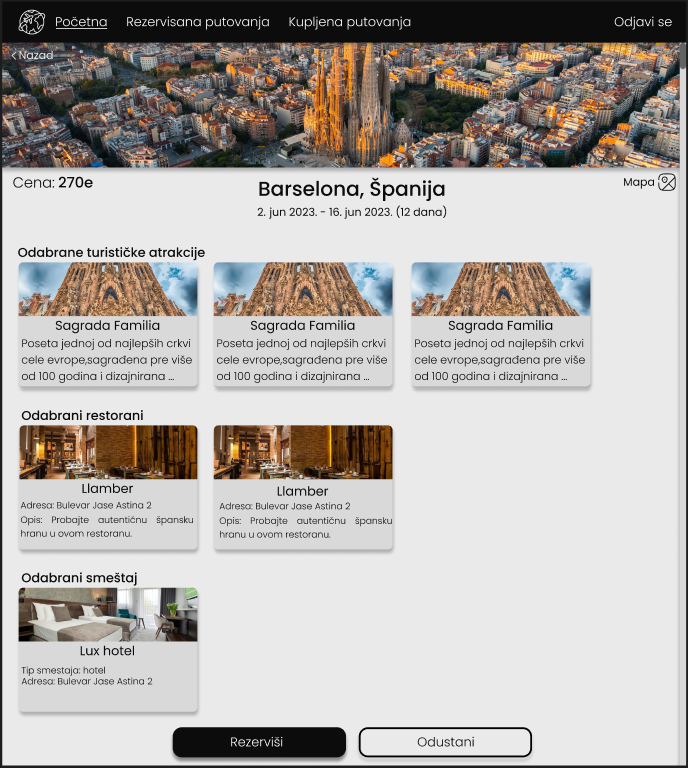 Početna Rezervisana putovanja Kupljena putovanja Odjavi se
Nazad
Cena: 270e
Barselona, Španija
Mapa
2. jun 2023. - 16. jun 2023. (12 dana)
Odabrane turističke atrakcije
Sagrada Familia
Poseta jednoj od najlepših crkvi
cele evrope,sagrađena pre više
od 100 godina i dizajnirana ...
Sagrada Familia
Poseta jednoj od najlepših crkvi
cele evrope,sagrađena pre više
od 100 godina i dizajnirana ...
Sagrada Familia
Poseta jednoj od najlepših crkvi
cele evrope,sagrađena pre više
od 100 godina i dizajnirana ...
Odabrani restorani
Llamber
Adresa: Bulevar Jase Astina 2
Opis: Probajte autentičnu špansku
hranu u ovom restoranu.
Llamber
Adresa: Bulevar Jase Astina 2
Opis: Probajte autentičnu špansku
hranu u ovom restoranu.
Odabrani smeštaj
Lux hotel
Tip smestaja: hotel
Adresa: Bulevar Jase Astina 2
Rezerviši
Odustani